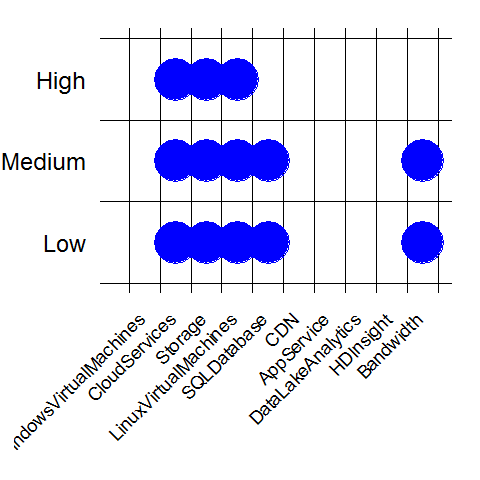 High
Medium
Low
ndowsVirtualMachines
CloudServices
Storage
LinuxVirtualMachines
SQLDatabase
CDN
AppService
DataLakeAnalytics
HDInsight
Bandwidth